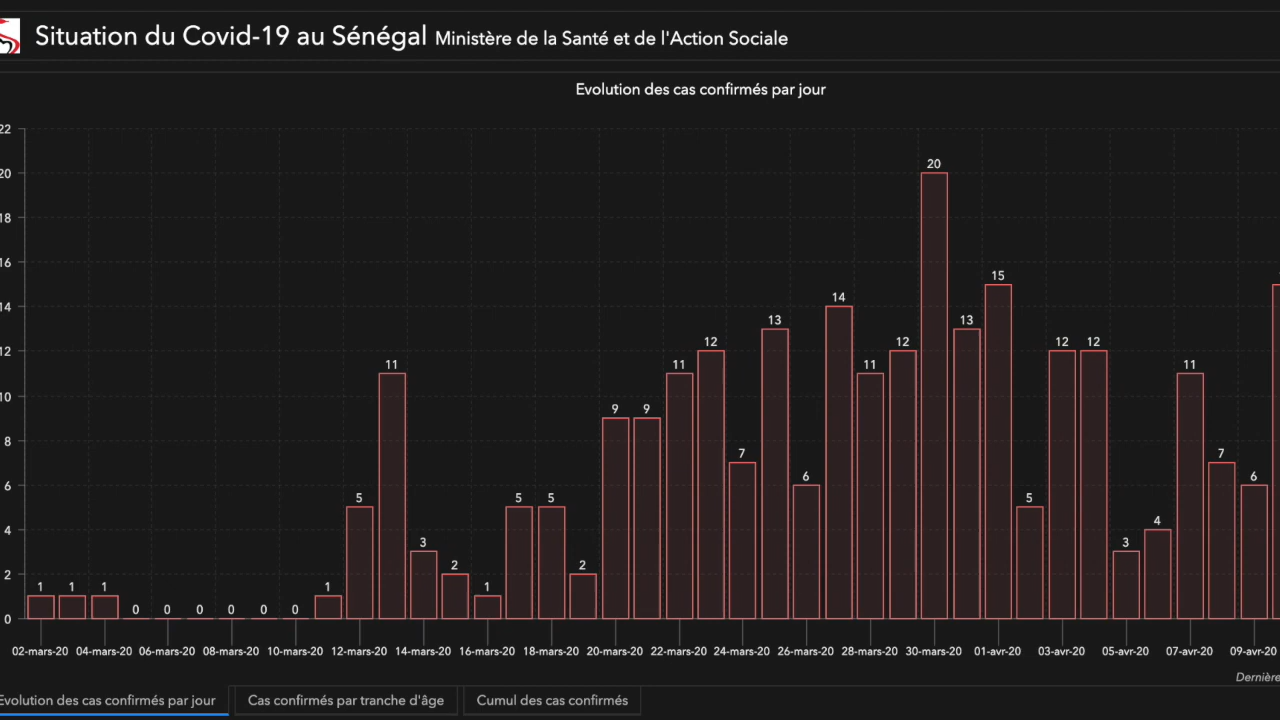 Situation du Covid-19 au Sénégal Ministère de la Santé et de l'Action Sociale
Evolution des cas confirmés par jour
22
20
18
16
14
12
10
8
6
4
2
0
1 1 1 0 0 0 0 0 0 1 5 11 3 2 1 5 5 2 9 9 11 12 7 13 6 14 11 12 20 13 15 5 12 12 3 4 11 7 6
02-mars-20 04-mars-20 06-mars-20 08-mars-20 10-mars-20 12-mars-20 14-mars-20 16-mars-20 18-mars-20 20-mars-20 22-mars-20 24-mars-20 26-mars-20 28-mars-20 30-mars-20 01-avr-20 03-avr-20 05-avr-20 07-avr-20 09-avr-20
Dernière
Evolution des cas confirmés par jour Cas confirmés par tranche d'âge Cumul des cas confirmés